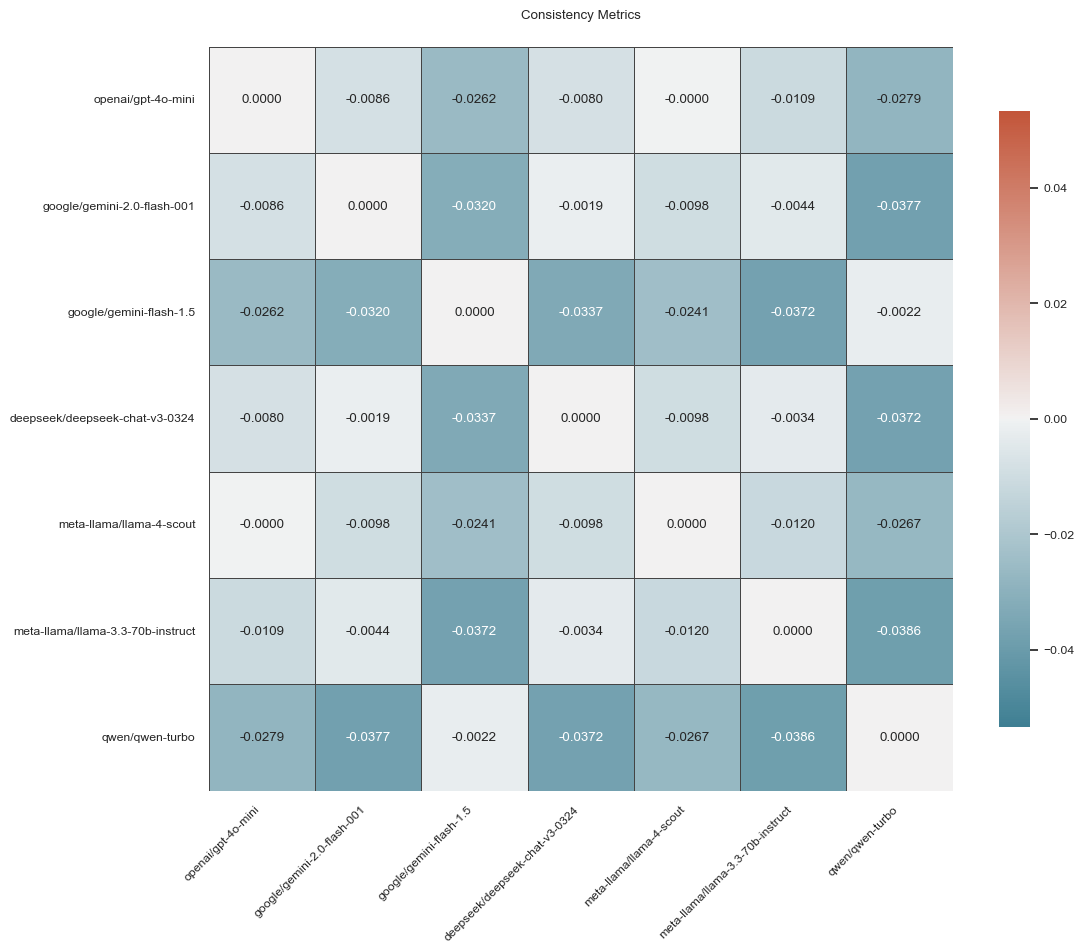 Consistency Metrics
openai/gpt-4o-mini 0.0000 -0.0086 -0.0262 -0.0080 -0.0000 -0.0109 -0.0279
google/gemini-2.0-flash-001 -0.0086 0.0000 -0.0320 -0.0019 -0.0098 -0.0044 -0.0377
google/gemini-flash-1.5 -0.0262 -0.0320 0.0000 -0.0337 -0.0241 -0.0372 -0.0022
deepseek/deepseek-chat-v3-0324 -0.0080 -0.0019 -0.0337 0.0000 -0.0098 -0.0034 -0.0372
meta-llama/llama-4-scout -0.0000 -0.0098 -0.0241 -0.0098 0.0000 -0.0120 -0.0267
meta-llama/llama-3.3-70b-instruct -0.0109 -0.0044 -0.0372 -0.0034 -0.0120 0.0000 -0.0386
qwen/qwen-turbo -0.0279 -0.0377 -0.0022 -0.0372 -0.0267 -0.0386 0.0000
openai/gpt-4o-mini
google/gemini-2.0-flash-001
google/gemini-flash-1.5
deepseek/deepseek-chat-v3-0324
meta-llama/llama-4-scout
meta-llama/llama-3.3-70b-instruct
qwen/qwen-turbo
0.04
0.02
0.00
−0.02
−0.04